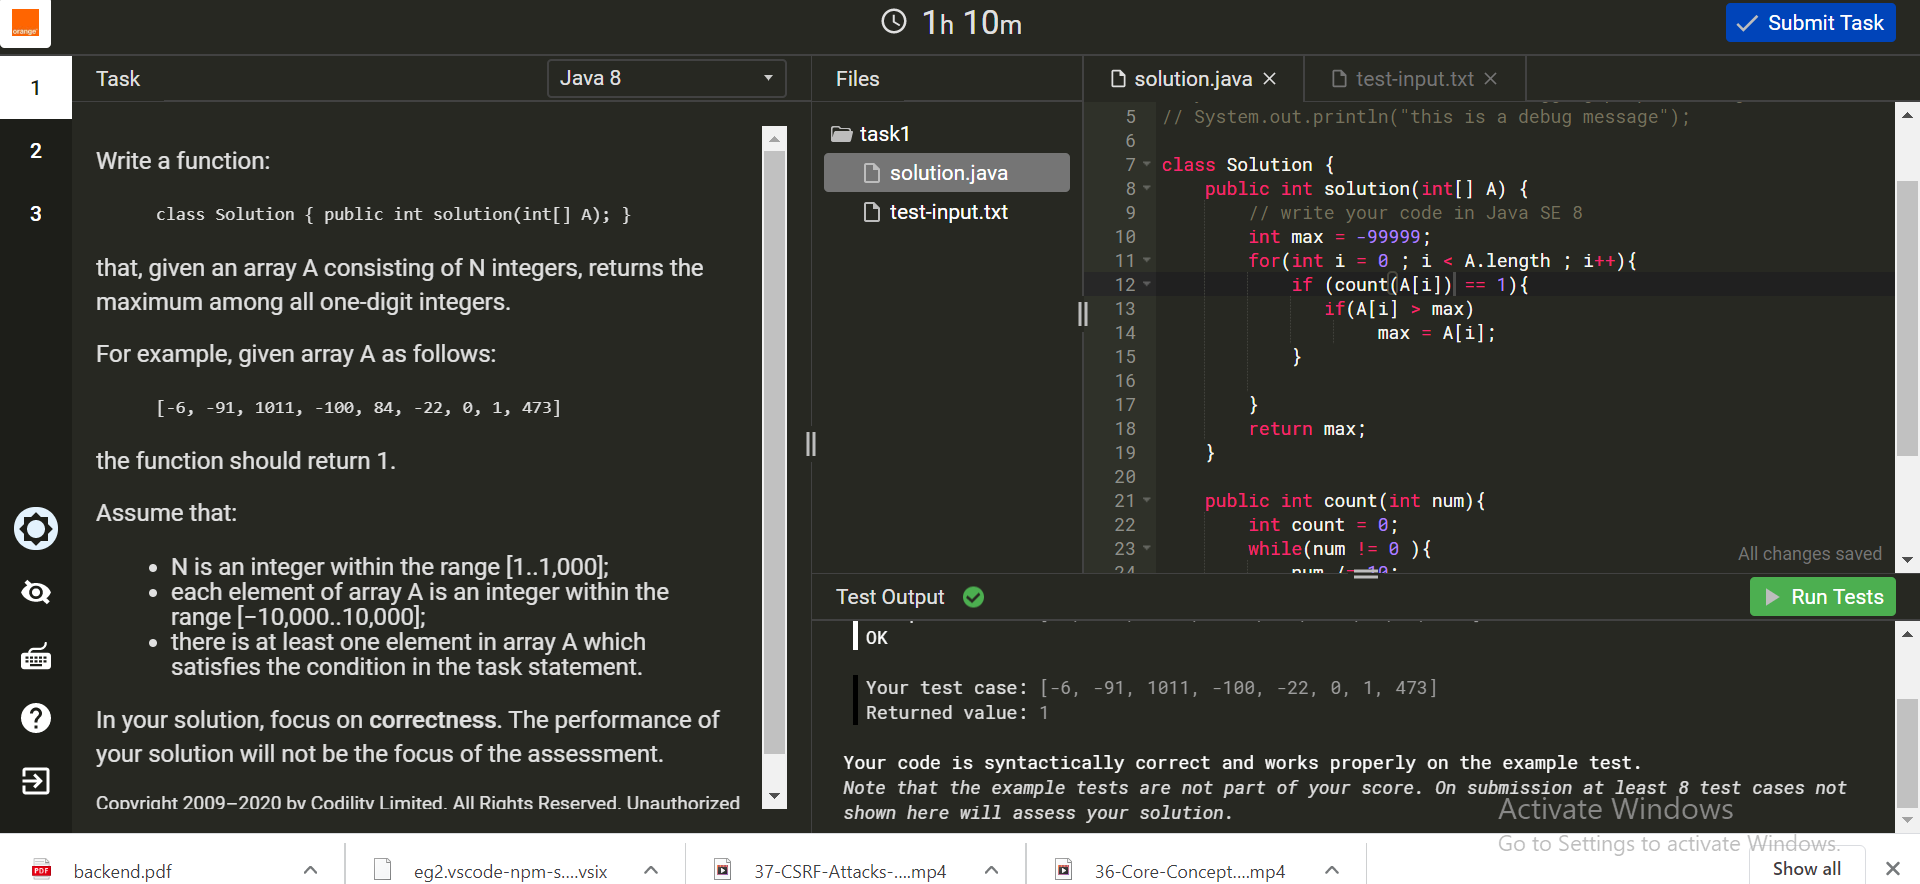 orange
1h 10m
Submit Task
1
2
3
Task
Java 8
Write a function:
class Solution { public int solution(int[] A); }
that, given an array A consisting of N integers, returns the
maximum among all one-digit integers.
For example, given array A as follows:
[-6, -91, 1011, -100, 84, -22, 0, 1, 473]
the function should return 1.
Assume that:
• N is an integer within the range [1..1,000];
• each element of array A is an integer within the
range [−10,000..10,000];
• there is at least one element in array A which
satisfies the condition in the task statement.
In your solution, focus on correctness. The performance of
your solution will not be the focus of the assessment.
Copyright 2009–2020 by Codility Limited. All Rights Reserved. Unauthorized
Files
task1
solution.java
test-input.txt
solution.java ×
test-input.txt ×
5 // System.out.println("this is a debug message");
6
7 class Solution {
8 public int solution(int[] A) {
9 // write your code in Java SE 8
10 int max = -99999;
11 for(int i = 0 ; i < A.length ; i++){
12 if (count(A[i]) == 1){
13 if(A[i] > max)
14 max = A[i];
15 }
16
17 }
18 return max;
19 }
20
21 public int count(int num){
22 int count = 0;
23 while(num != 0 ){
24 num /= 10;
All changes saved
Test Output
Run Tests
OK
Your test case: [-6, -91, 1011, -100, -22, 0, 1, 473]
Returned value: 1
Your code is syntactically correct and works properly on the example test.
Note that the example tests are not part of your score. On submission at least 8 test cases not
shown here will assess your solution.
Activate Windows
Go to Settings to activate Windows.
PDF
backend.pdf
eg2.vscode-npm-s....vsix
37-CSRF-Attacks-....mp4
36-Core-Concept....mp4
Show all